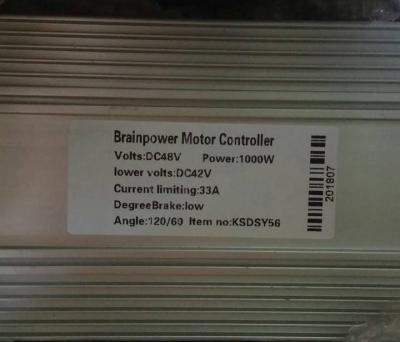 Brainpower Motor Controller
Volts:DC48V Power:1000W
lower volts:DC42V
Current limiting:33A
DegreeBrake:low
Angle:120/60 Item no:KSDSY56
201807